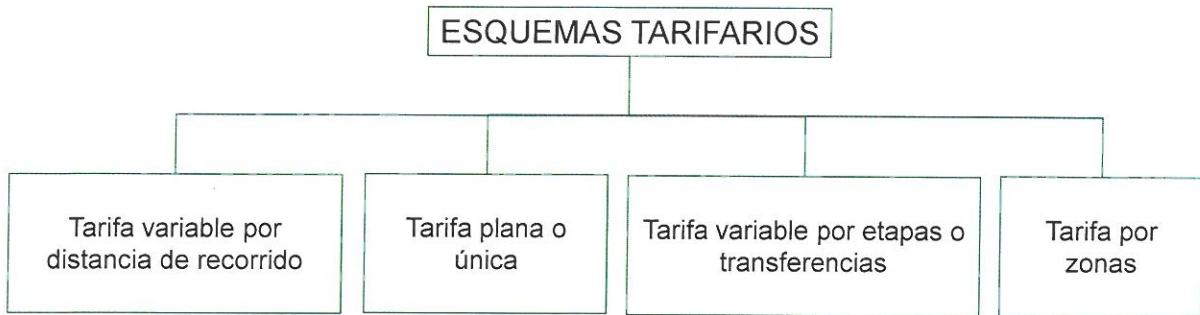 ESQUEMAS TARIFARIOS
Tarifa variable por
distancia de recorrido
Tarifa plana o
única
Tarifa variable por etapas o
transferencias
Tarifa por
zonas